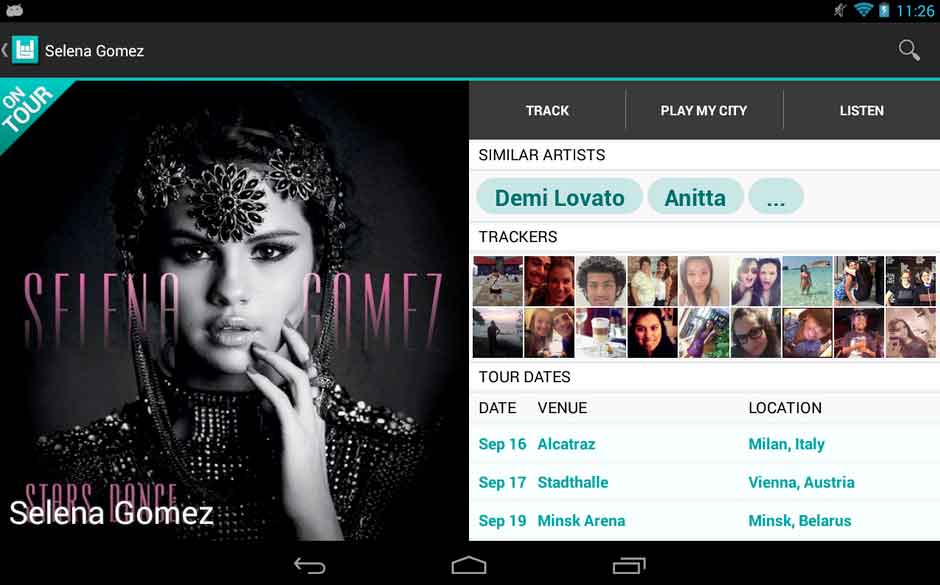 11:26
Selena Gomez
ON
TOUR
SELENA GOMEZ
STARS DANCE
Selena Gomez
TRACK PLAY MY CITY LISTEN
SIMILAR ARTISTS
Demi Lovato Anitta ...
TRACKERS
TOUR DATES
DATE VENUE LOCATION
Sep 16 Alcatraz Milan, Italy
Sep 17 Stadthalle Vienna, Austria
Sep 19 Minsk Arena Minsk, Belarus